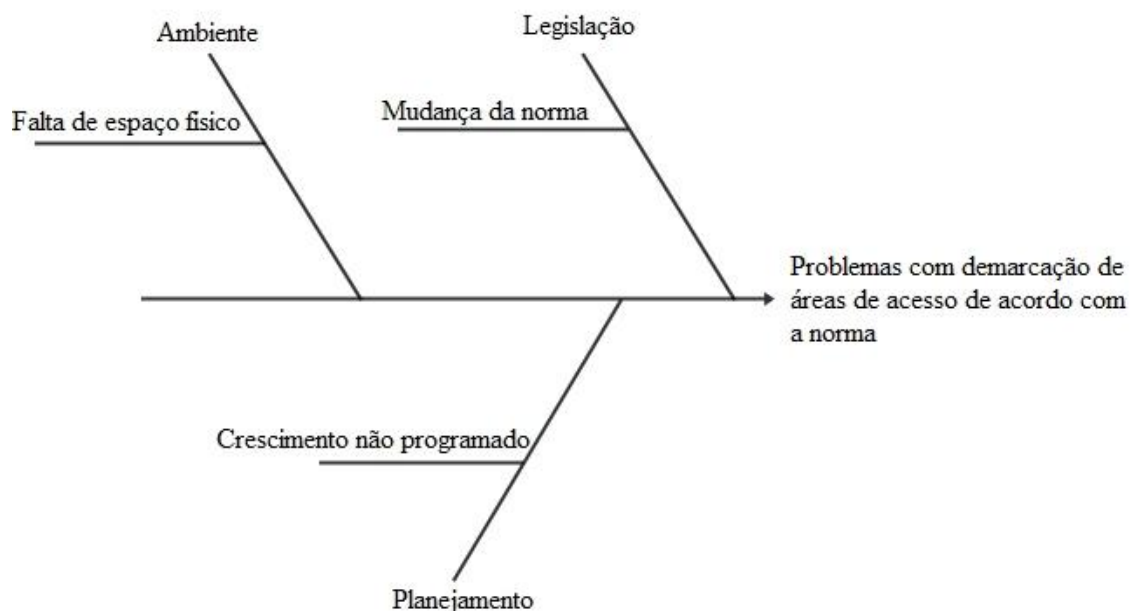 Ambiente
Legislação
Falta de espaço fisico
Mudança da norma
Problemas com demarcação de
áreas de acesso de acordo com
a norma
Crescimento não programado
Planejamento